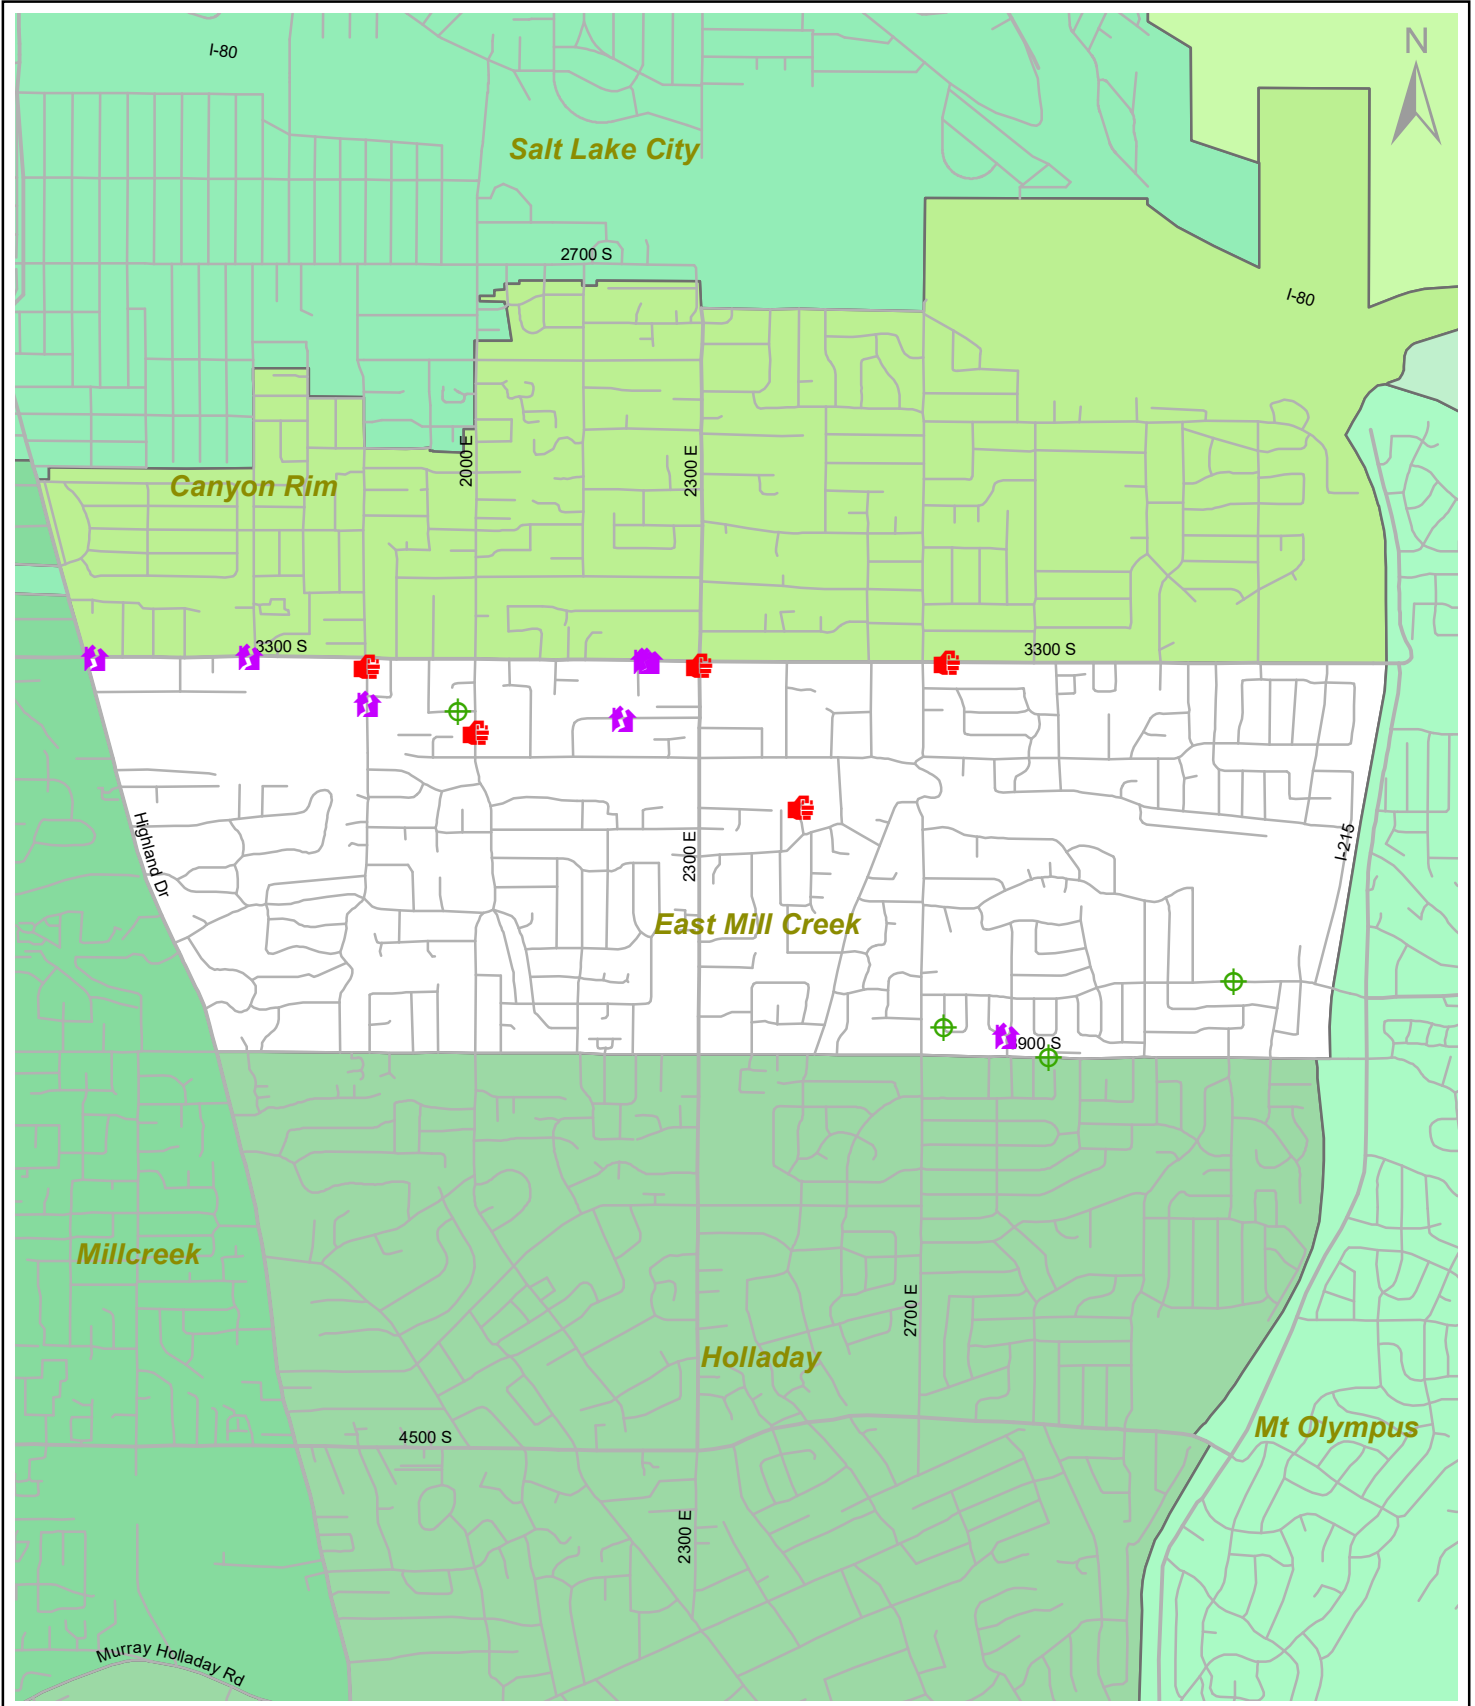 I-80
N
Salt Lake City
2700 S
I-80
2000 E
2300 E
Canyon Rim
3300 S
3300 S
Highland Dr
2300 E
I-215
East Mill Creek
900 S
Millcreek
2700 E
Holladay
Mt Olympus
4500 S
2300 E
Murray Holladay Rd